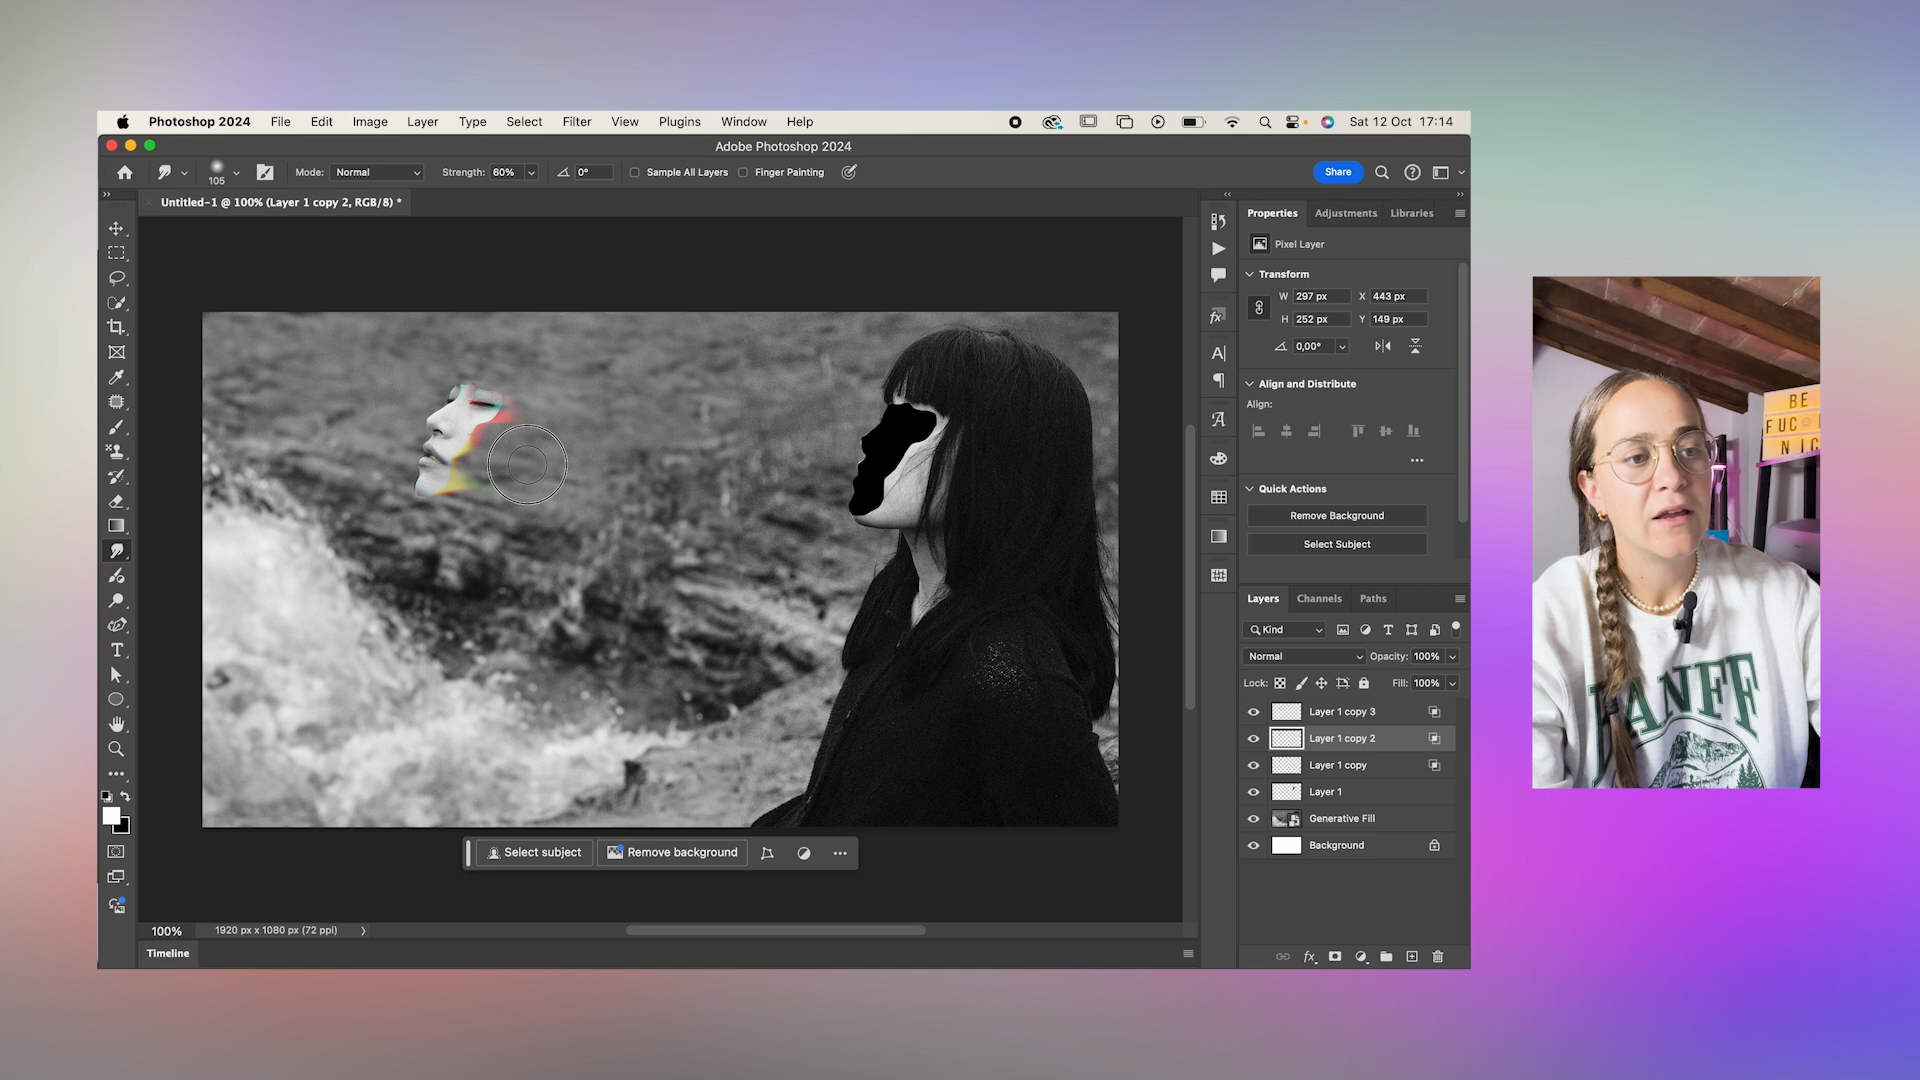 Photoshop 2024 File Edit Image Layer Type Select Filter View Plugins Window Help Sat 12 Oct 17:14
Adobe Photoshop 2024
105 Mode: Normal Strength: 60% 0° Sample All Layers Finger Painting Share
Untitled-1 @ 100% (Layer 1 copy 2, RGB/8) *
Properties Adjustments Libraries
Pixel Layer
Transform
W 297 px X 443 px
H 252 px Y 149 px
0,00°
Align and Distribute
Align:
Quick Actions
Remove Background
Select Subject
Layers Channels Paths
Kind
Normal Opacity: 100%
Lock: Fill: 100%
Layer 1 copy 3
Layer 1 copy 2
Layer 1 copy
Layer 1
Generative Fill
Background
Select subject Remove background
100% 1920 px x 1080 px (72 ppi)
Timeline
BE
FUC
NIC
BANFF